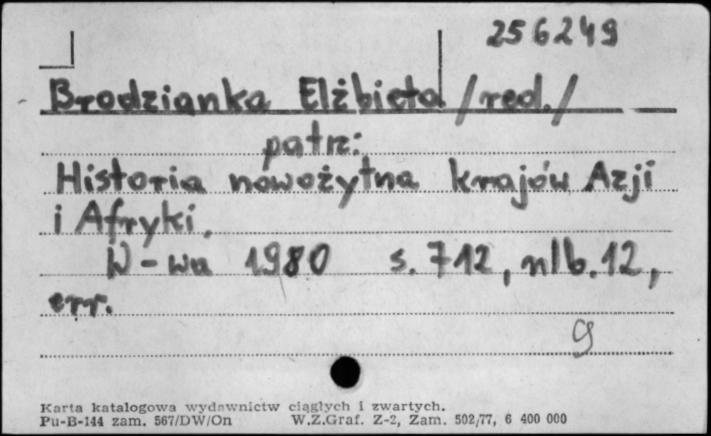 256249
Brodzianka Elżbieta /red./
patrz:
Historia nowożytna krajów Azji
i Afryki.
W-wa 1980 s. 712, nlb. 12,
err.
g
Karta katalogowa wydawnictw ciągłych i zwartych.
Pu-B-144 zam. 567/DW/On W.Z.Graf. Z-2, Zam. 502/77, 6 400 000